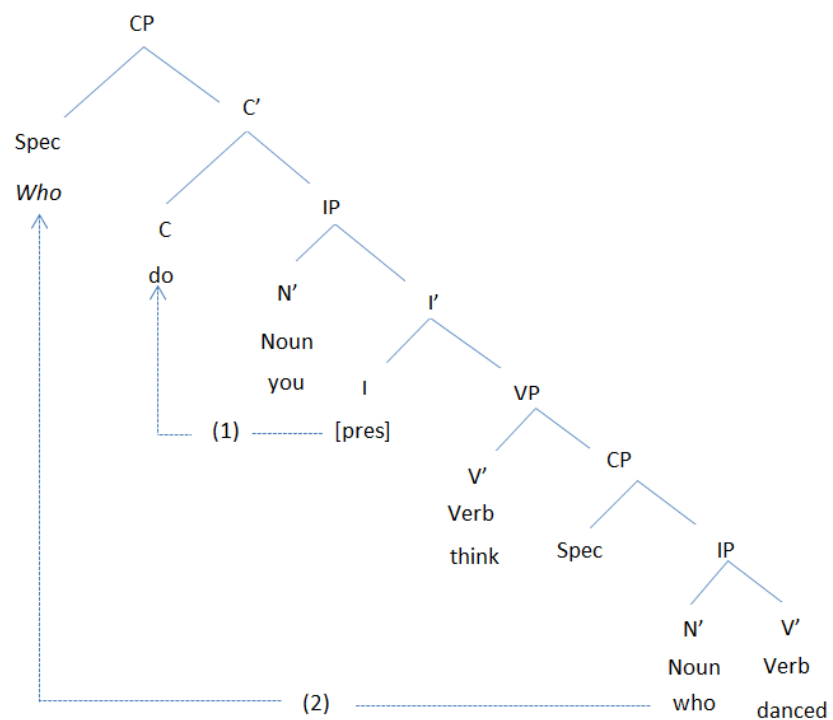 CP
C’
Spec
Who
IP
C
do
N’
I’
Noun
you
I
VP
(1)
[pres]
CP
V’
Verb
think
Spec
IP
N’
V’
Noun
Verb
who
danced
(2)